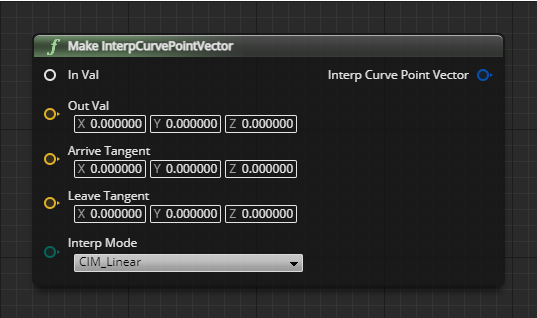 f Make InterpCurvePointVector
In Val Interp Curve Point Vector
Out Val
X 0.000000 Y 0.000000 Z 0.000000
Arrive Tangent
X 0.000000 Y 0.000000 Z 0.000000
Leave Tangent
X 0.000000 Y 0.000000 Z 0.000000
Interp Mode
CIM_Linear